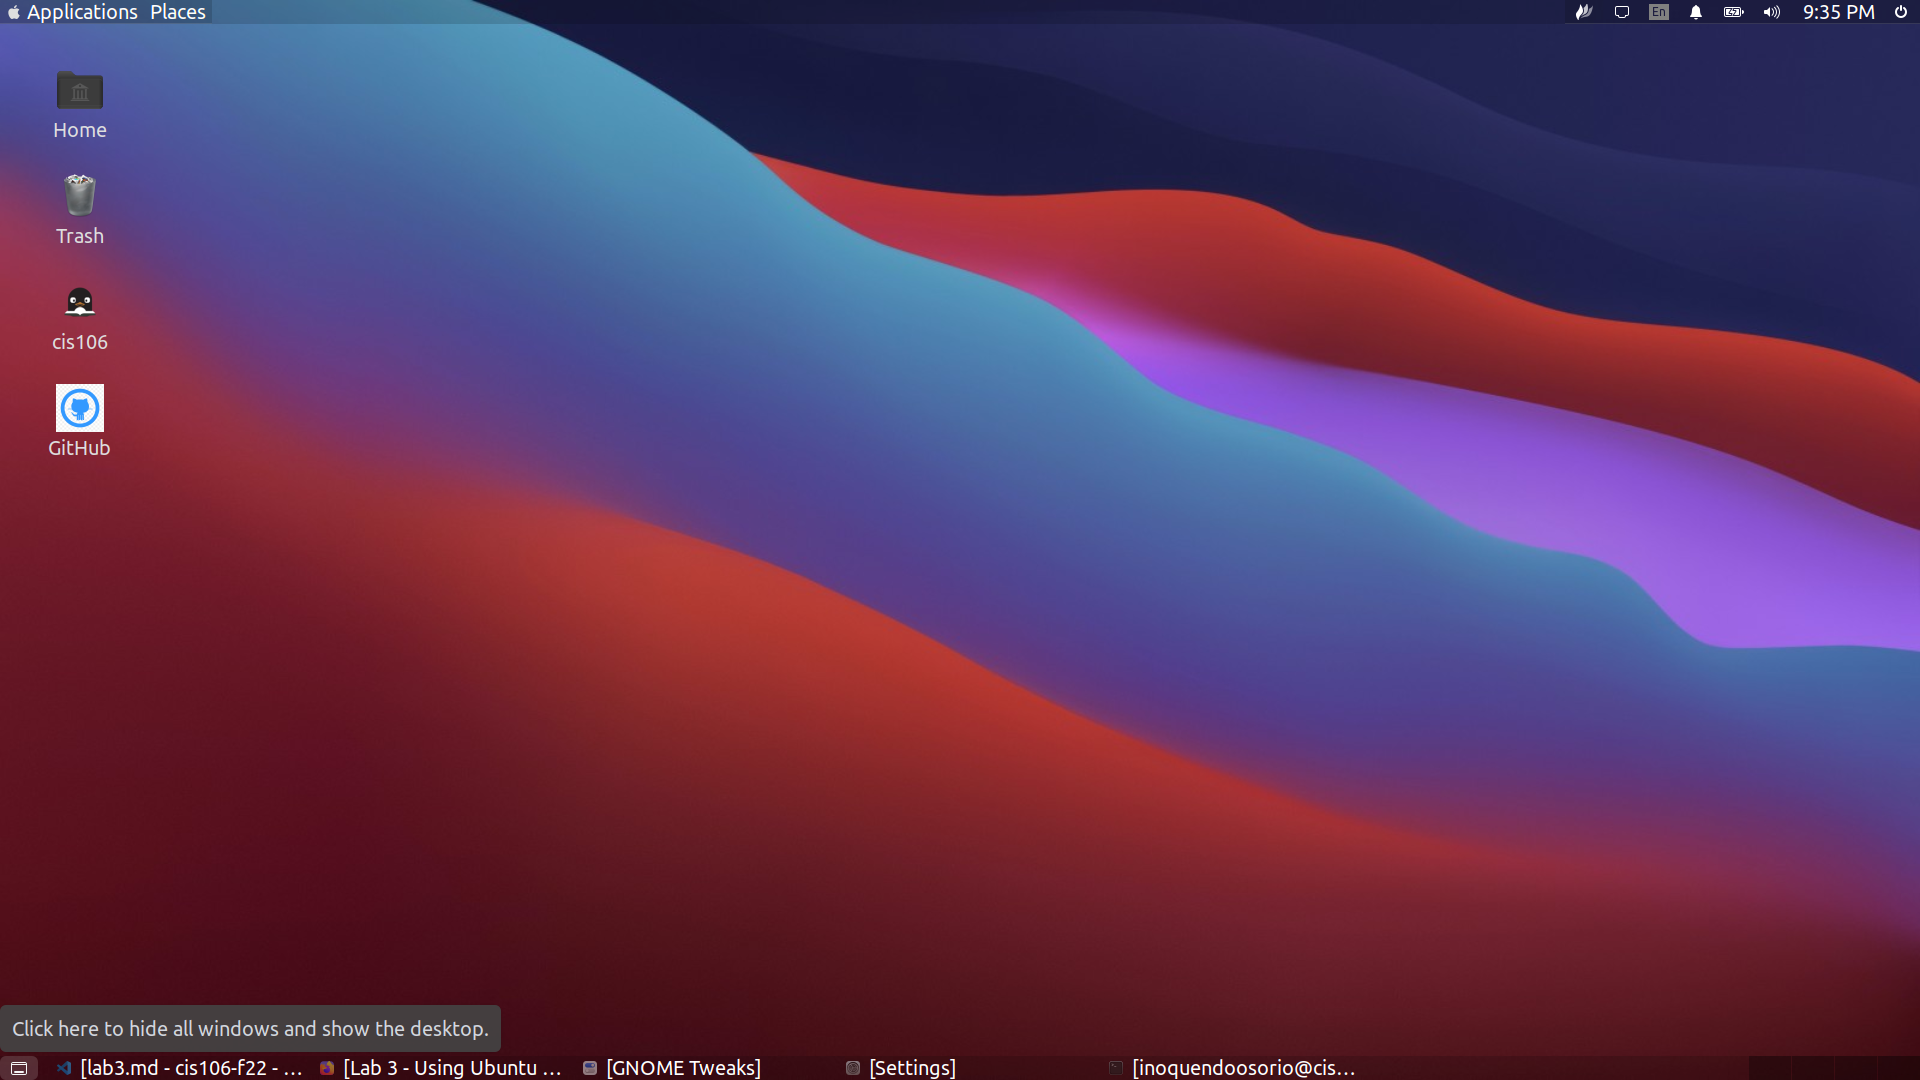 Applications Places
En
9:35 PM
Home
Trash
cis106
GitHub
Click here to hide all windows and show the desktop.
[lab3.md - cis106-f22 - ...
[Lab 3 - Using Ubuntu ...
[GNOME Tweaks]
[Settings]
[inoquendoosorio@cis...